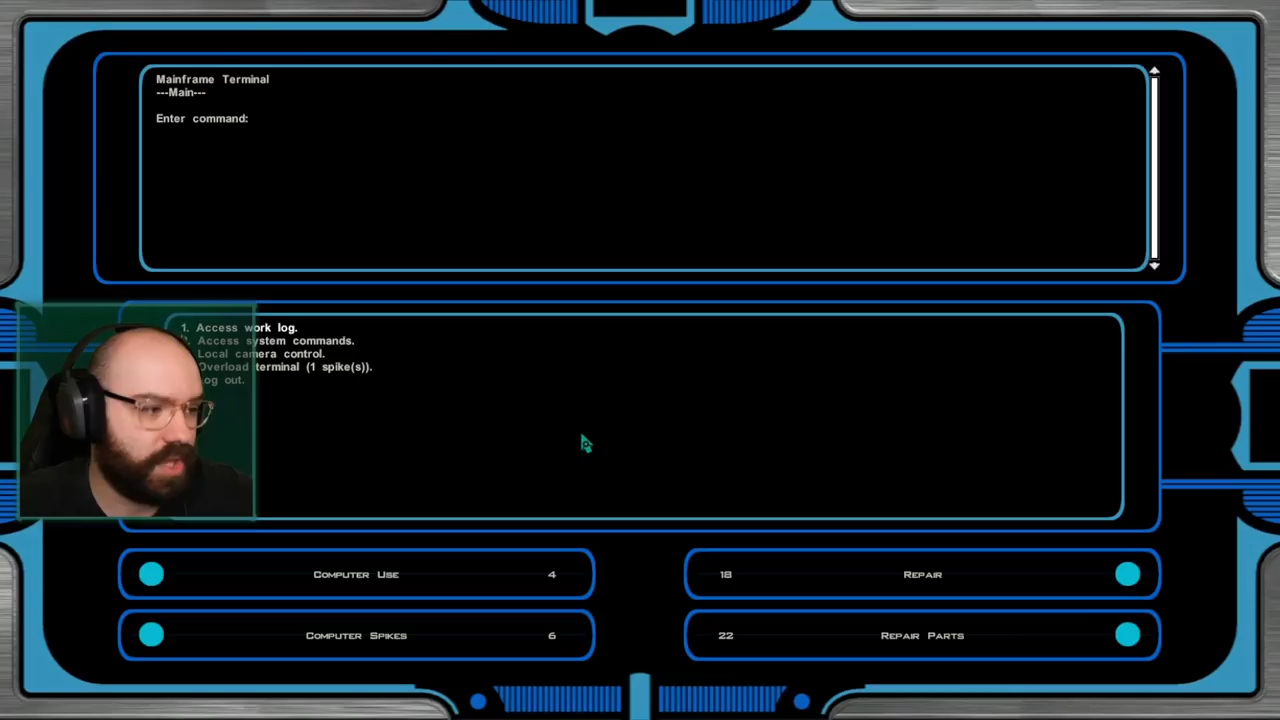 Mainframe Terminal
---Main---
Enter command:
1. Access work log.
Access system commands.
Local camera control.
Overload terminal (1 spike(s)).
Log out.
Computer Use 4
18 Repair
Computer Spikes 6
22 Repair Parts